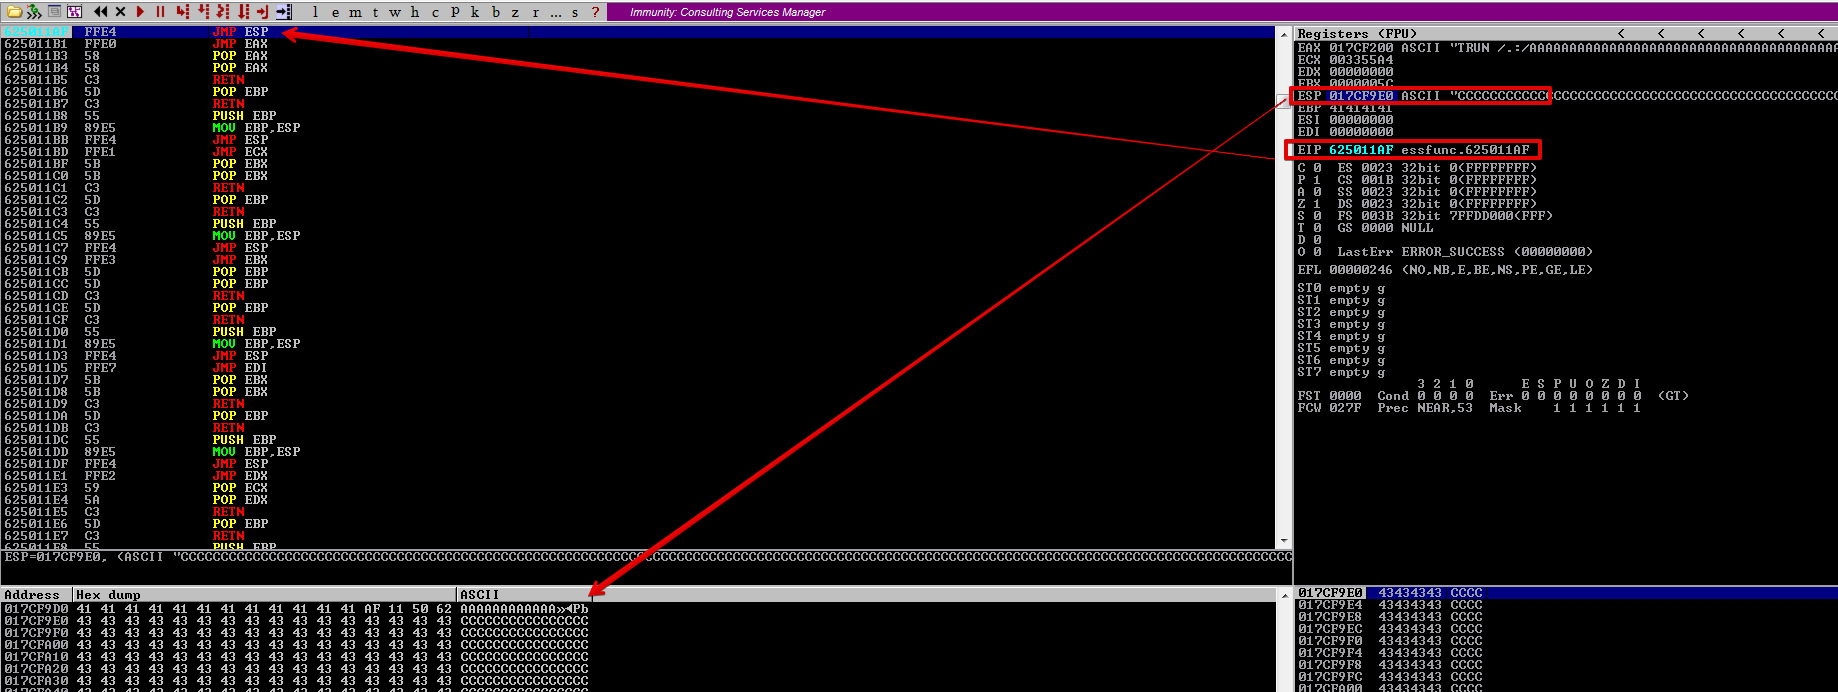 l e m t w h c p k b z r ... s ? Immunity: Consulting Services Manager
625011AF FFE4 JMP ESP
625011B1 FFE0 JMP EAX
625011B3 58 POP EAX
625011B4 58 POP EAX
625011B5 C3 RETN
625011B6 5D POP EBP
625011B7 C3 RETN
625011B8 55 PUSH EBP
625011B9 89E5 MOV EBP,ESP
625011BB FFE4 JMP ESP
625011BD FFE1 JMP ECX
625011BF 5B POP EBX
625011C0 5B POP EBX
625011C1 C3 RETN
625011C2 5D POP EBP
625011C3 C3 RETN
625011C4 55 PUSH EBP
625011C5 89E5 MOV EBP,ESP
625011C7 FFE4 JMP ESP
625011C9 FFE3 JMP EBX
625011CB 5D POP EBP
625011CC 5D POP EBP
625011CD C3 RETN
625011CE 5D POP EBP
625011CF C3 RETN
625011D0 55 PUSH EBP
625011D1 89E5 MOV EBP,ESP
625011D3 FFE4 JMP ESP
625011D5 FFE7 JMP EDI
625011D7 5B POP EBX
625011D8 5B POP EBX
625011D9 C3 RETN
625011DA 5D POP EBP
625011DB C3 RETN
625011DC 55 PUSH EBP
625011DD 89E5 MOV EBP,ESP
625011DF FFE4 JMP ESP
625011E1 FFE2 JMP EDX
625011E3 59 POP ECX
625011E4 5A POP EDX
625011E5 C3 RETN
625011E6 5D POP EBP
625011E7 C3 RETN
625011E8 55 PUSH EBP
Registers (FPU) < < < < < <
EAX 017CF200 ASCII "TRUN /.:/AAAAAAAAAAAAAAAAAAAAAAAAAAAAAAAAAAAAAAA
ECX 003355A4
EDX 00000000
EBX 0000005C
ESP 017CF9E0 ASCII "CCCCCCCCCCCCCCCCCCCCCCCCCCCCCCCCCCCCCCCCCCCCCCCC
EBP 41414141
ESI 00000000
EDI 00000000
EIP 625011AF essfunc.625011AF
C 0 ES 0023 32bit 0(FFFFFFFF)
P 1 CS 001B 32bit 0(FFFFFFFF)
A 0 SS 0023 32bit 0(FFFFFFFF)
Z 1 DS 0023 32bit 0(FFFFFFFF)
S 0 FS 003B 32bit 7FFDD000(FFF)
T 0 GS 0000 NULL
D 0
O 0 LastErr ERROR_SUCCESS (00000000)
EFL 00000246 (NO,NB,E,BE,NS,PE,GE,LE)
ST0 empty g
ST1 empty g
ST2 empty g
ST3 empty g
ST4 empty g
ST5 empty g
ST6 empty g
ST7 empty g
3 2 1 0 E S P U O Z D I
FST 0000 Cond 0 0 0 0 Err 0 0 0 0 0 0 0 0 (GT)
FCW 027F Prec NEAR,53 Mask 1 1 1 1 1 1
ESP=017CF9E0, (ASCII "CCCCCCCCCCCCCCCCCCCCCCCCCCCCCCCCCCCCCCCCCCCCCCCCCCCCCCCCCCCCCCCCCCCCCCCCCCCCCCCCCCCCCCCCCCCCCCCCCCCCCCCCCCCCCCCCCCCCCCCCCCCCCCCCCCCCCCCCCCC
Address Hex dump ASCII
017CF9D0 41 41 41 41 41 41 41 41 41 41 41 41 AF 11 50 62 AAAAAAAAAAAA»◄Pb
017CF9E0 43 43 43 43 43 43 43 43 43 43 43 43 43 43 43 43 CCCCCCCCCCCCCCCC
017CF9F0 43 43 43 43 43 43 43 43 43 43 43 43 43 43 43 43 CCCCCCCCCCCCCCCC
017CFA00 43 43 43 43 43 43 43 43 43 43 43 43 43 43 43 43 CCCCCCCCCCCCCCCC
017CFA10 43 43 43 43 43 43 43 43 43 43 43 43 43 43 43 43 CCCCCCCCCCCCCCCC
017CFA20 43 43 43 43 43 43 43 43 43 43 43 43 43 43 43 43 CCCCCCCCCCCCCCCC
017CFA30 43 43 43 43 43 43 43 43 43 43 43 43 43 43 43 43 CCCCCCCCCCCCCCCC
017CFA40 43 43 43 43 43 43 43 43 43 43 43 43 43 43 43 43 CCCCCCCCCCCCCCCC
017CF9E0 43434343 CCCC
017CF9E4 43434343 CCCC
017CF9E8 43434343 CCCC
017CF9EC 43434343 CCCC
017CF9F0 43434343 CCCC
017CF9F4 43434343 CCCC
017CF9F8 43434343 CCCC
017CF9FC 43434343 CCCC
017CFA00 43434343 CCCC